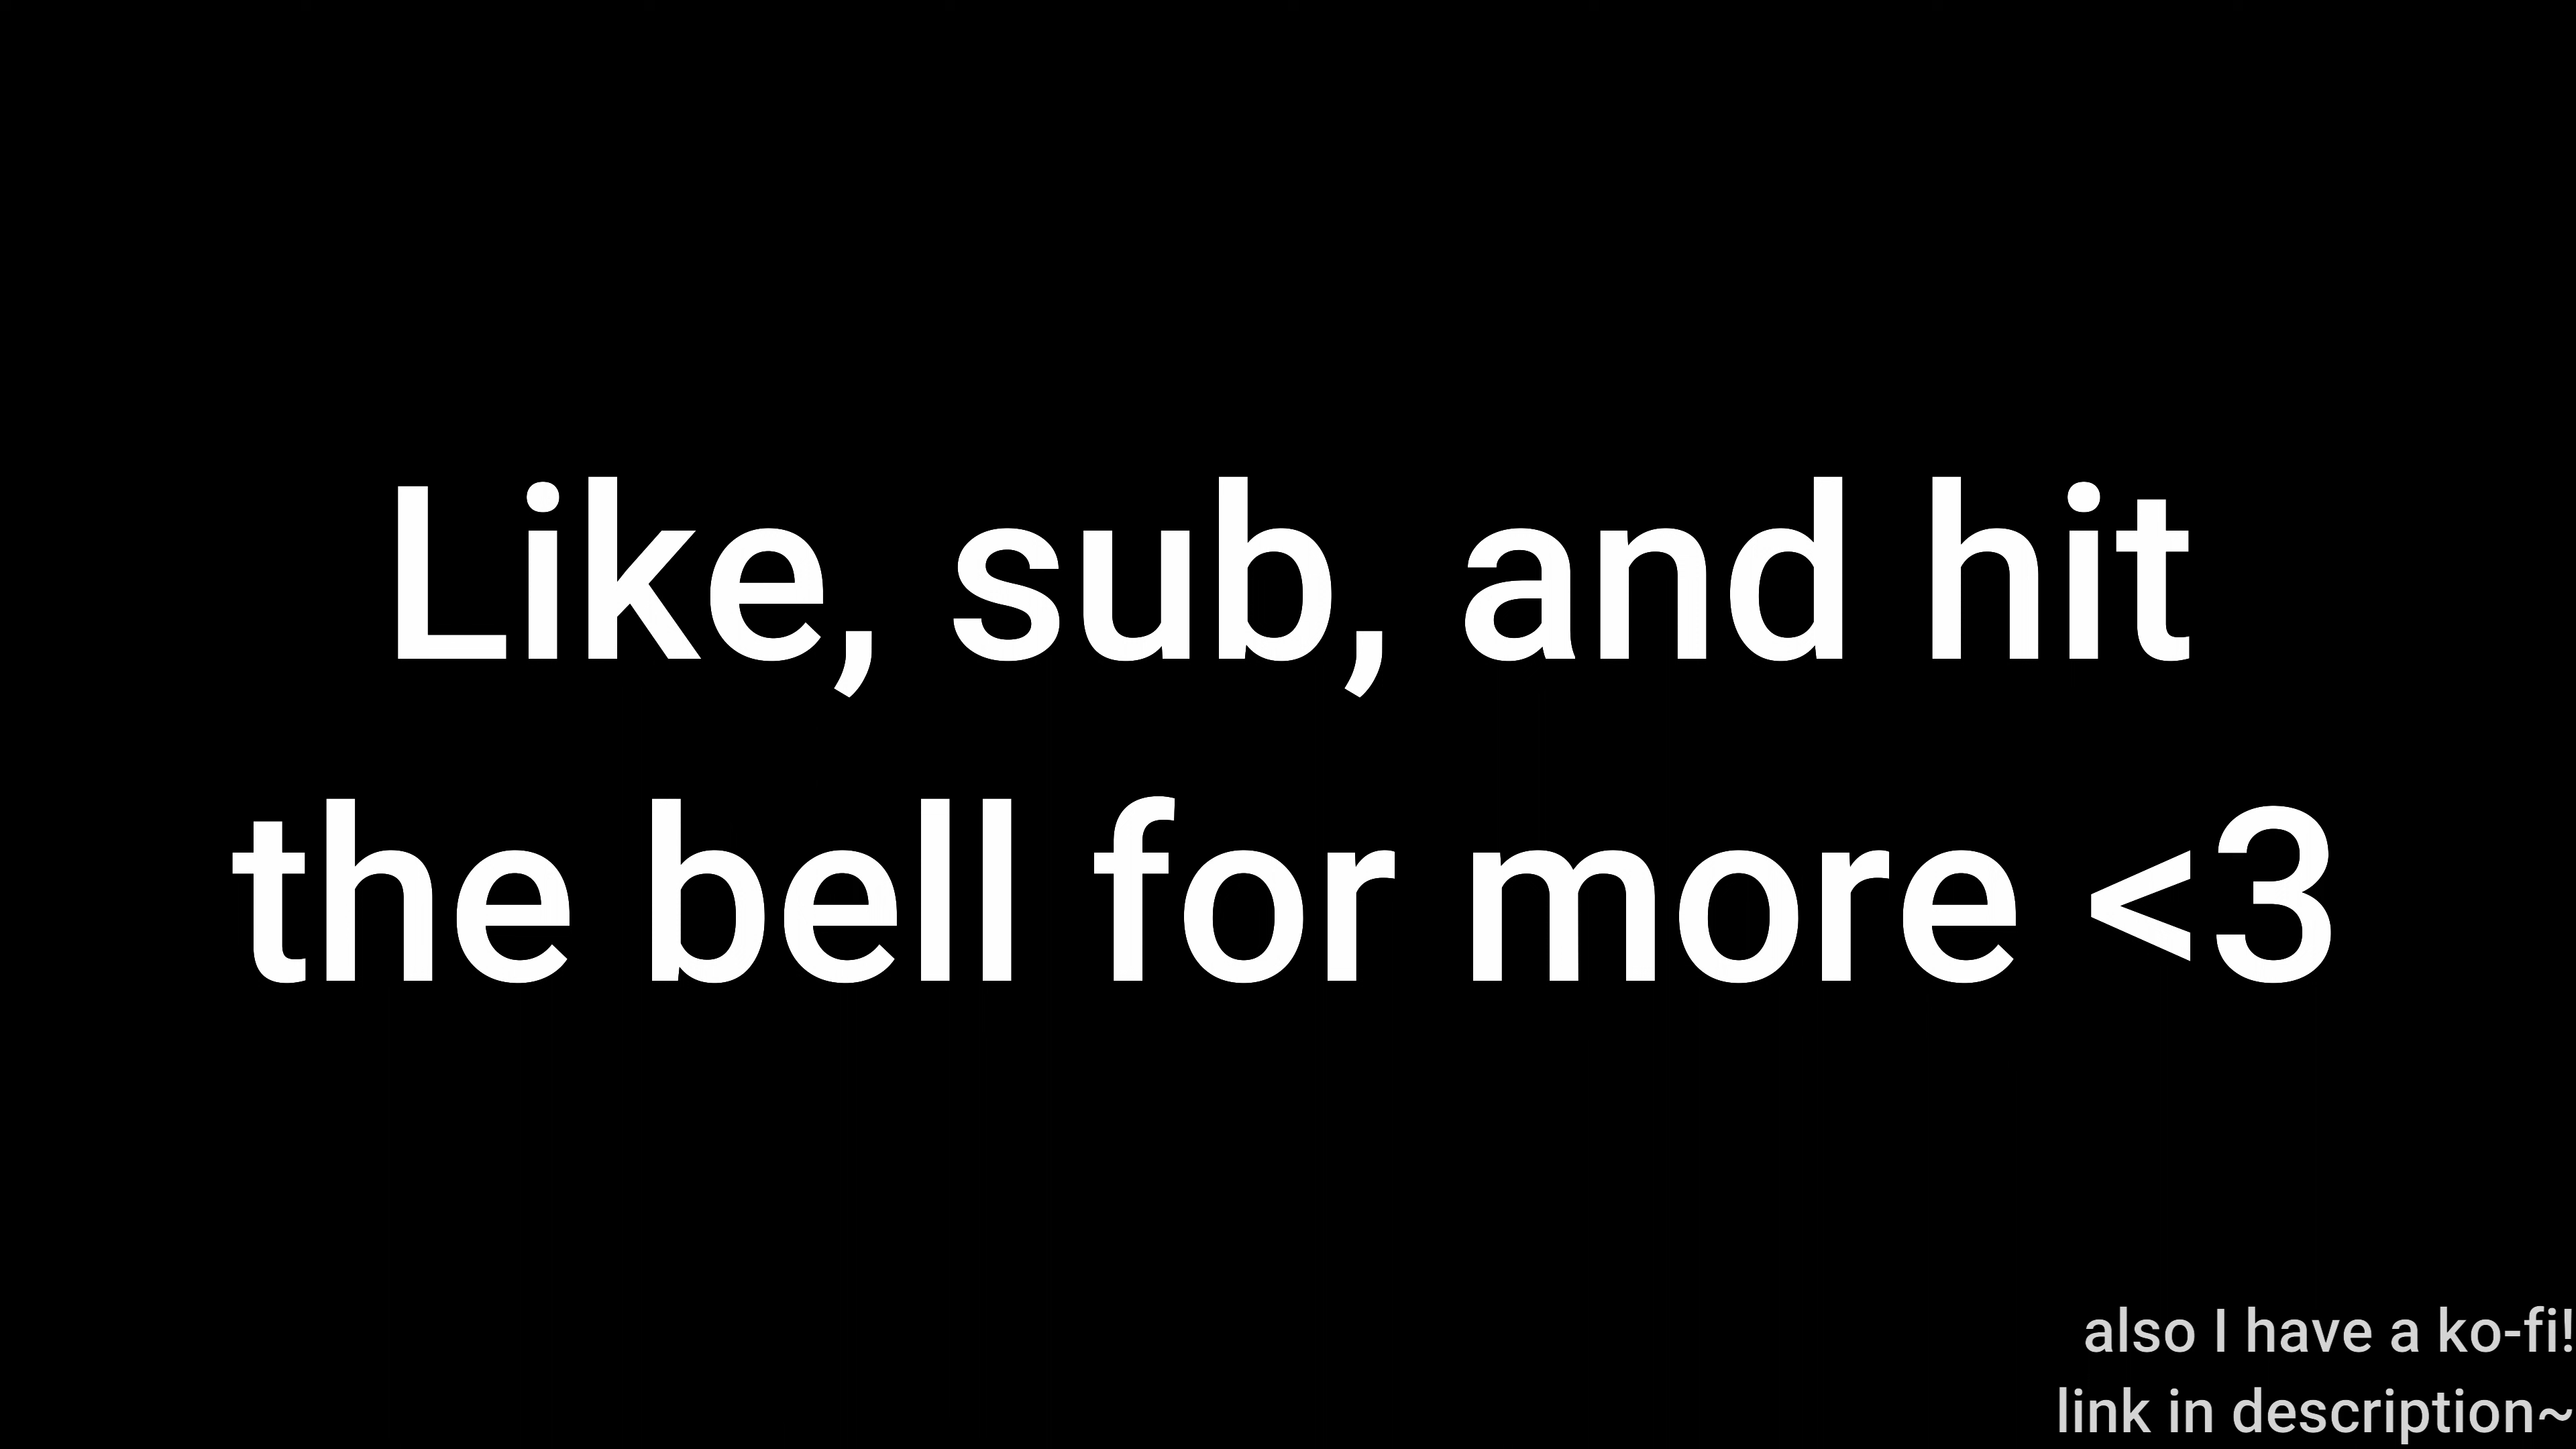 Like, sub, and hit
the bell for more <3
also I have a ko-fi!
link in description~